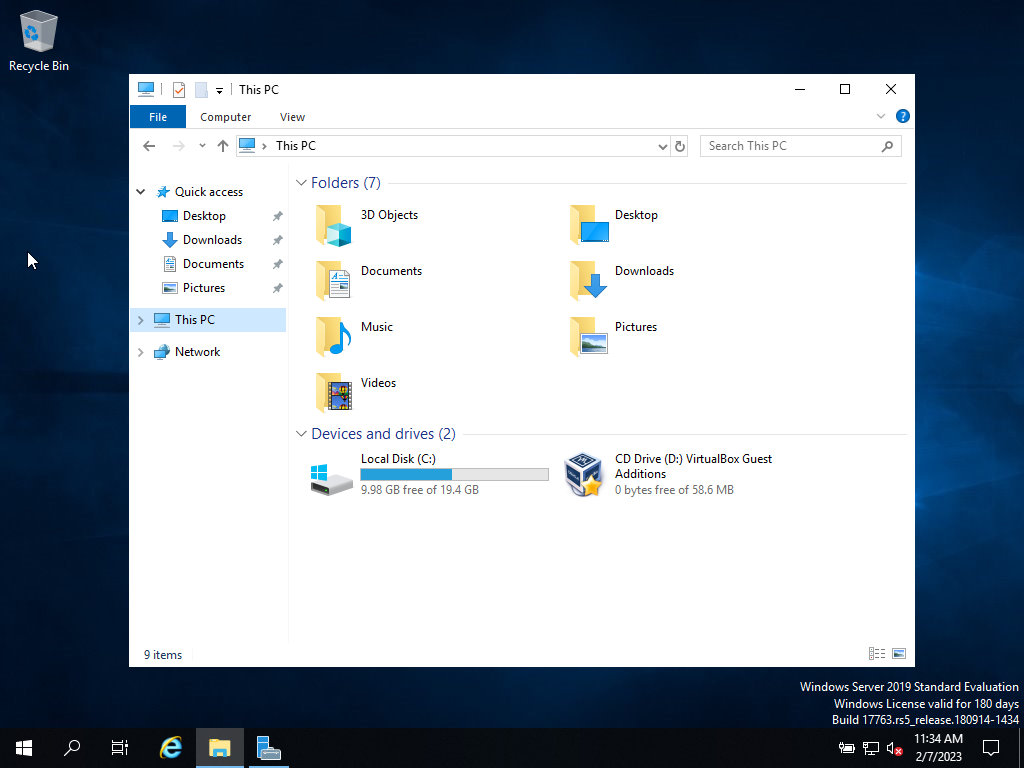 Recycle Bin
This PC
File
Computer
View
This PC
Search This PC
Quick access
Desktop
Downloads
Documents
Pictures
This PC
Network
Folders (7)
3D Objects
Desktop
Documents
Downloads
Music
Pictures
Videos
Devices and drives (2)
Local Disk (C:)
9.98 GB free of 19.4 GB
CD Drive (D:) VirtualBox Guest
Additions
0 bytes free of 58.6 MB
9 items
Windows Server 2019 Standard Evaluation
Windows License valid for 180 days
Build 17763.rs5_release.180914-1434
11:34 AM
2/7/2023